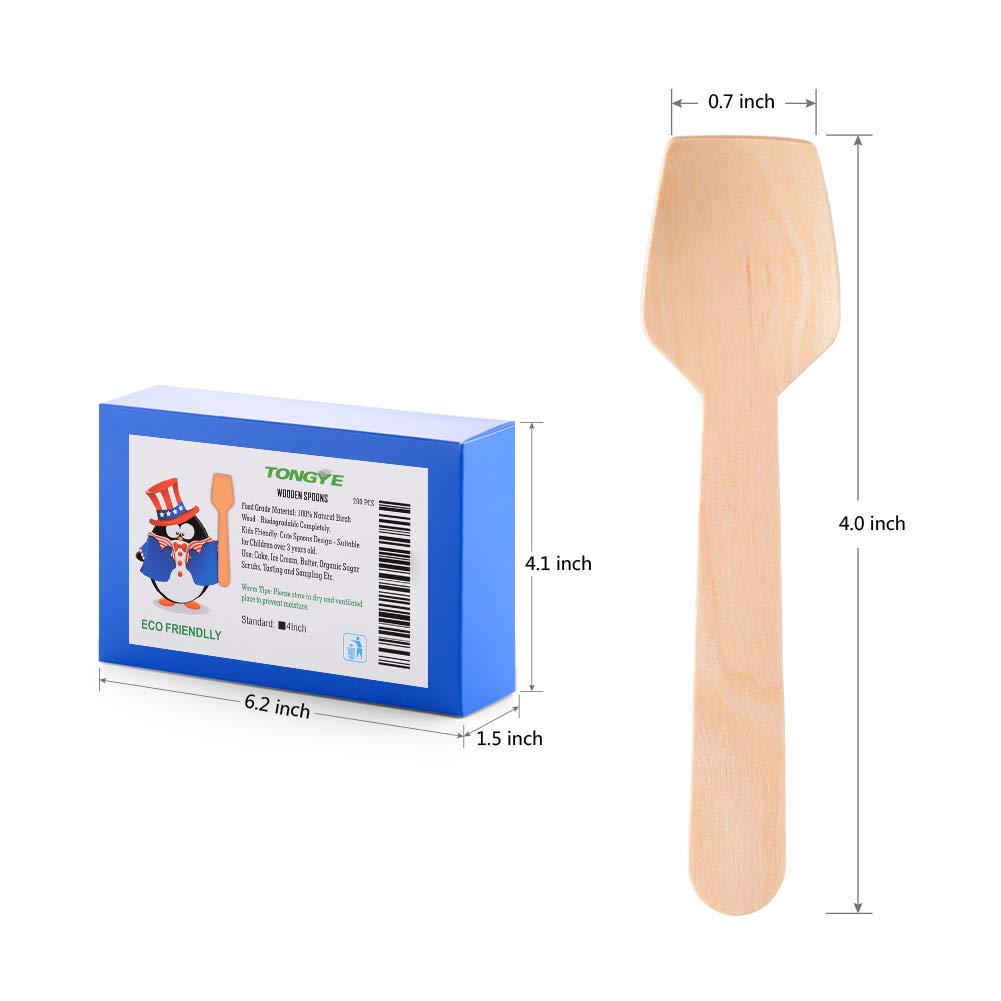 0.7 inch
4.0 inch
TONGYE
WOODEN SPOONS
200 PCS
Food Grade Material: 100% Natural Birch
Wood - Biodegradable Completely.
Kids Friendly: Cute Spoons Design - Suitable
for Children over 3 years old.
Use: Cake, Ice Cream, Butter, Organic Sugar
Scrubs, Tasting and Sampling Etc.
Warm Tips: Please store in dry and ventilated
place to prevent moisture.
Standard: ■4Inch
ECO FRIENDLLY
4.1 inch
6.2 inch
1.5 inch